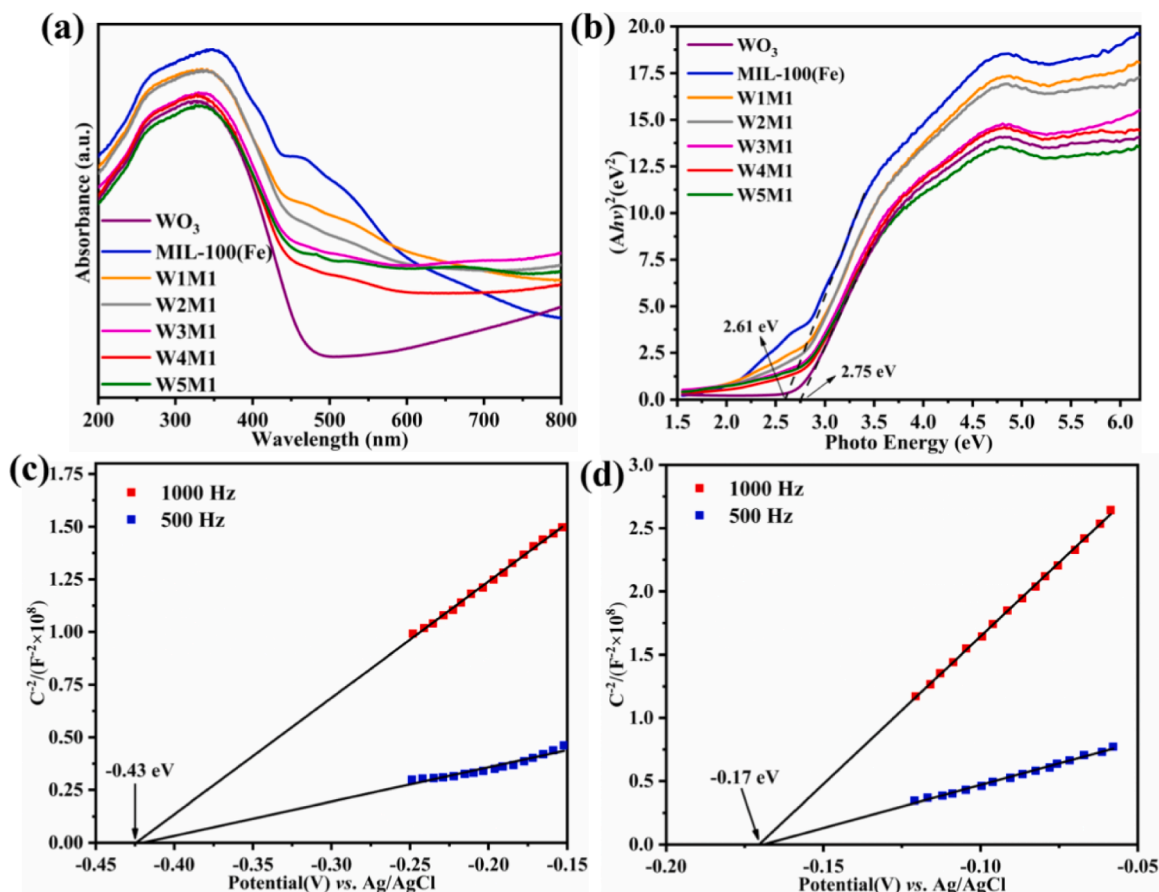 (a)
Absorbance (a.u.)
WO₃
MIL-100(Fe)
W1M1
W2M1
W3M1
W4M1
W5M1
200 300 400 500 600 700 800
Wavelength (nm)
(b)
(Ahv)²(eV²)
20.0
17.5
15.0
12.5
10.0
7.5
5.0
2.5
0.0
WO₃
MIL-100(Fe)
W1M1
W2M1
W3M1
W4M1
W5M1
2.61 eV
2.75 eV
1.5 2.0 2.5 3.0 3.5 4.0 4.5 5.0 5.5 6.0
Photo Energy (eV)
(c)
C⁻²/(F⁻²×10⁸)
1.75
1.50
1.25
1.00
0.75
0.50
0.25
0.00
1000 Hz
500 Hz
-0.43 eV
-0.45 -0.40 -0.35 -0.30 -0.25 -0.20 -0.15
Potential(V) vs. Ag/AgCl
(d)
C⁻²/(F⁻²×10⁸)
3.0
2.5
2.0
1.5
1.0
0.5
0.0
1000 Hz
500 Hz
-0.17 eV
-0.20 -0.15 -0.10 -0.05
Potential(V) vs. Ag/AgCl